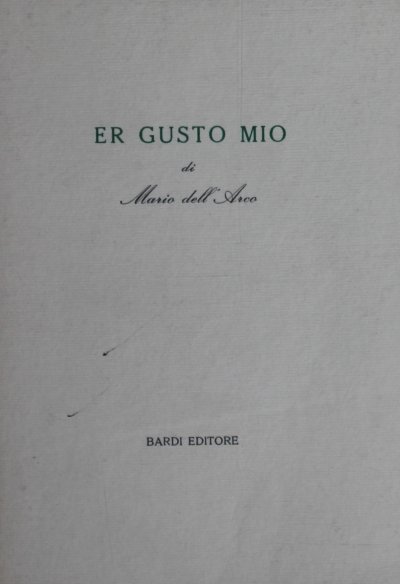 ER GUSTO MIO
di
Mario dell'Arco
BARDI EDITORE